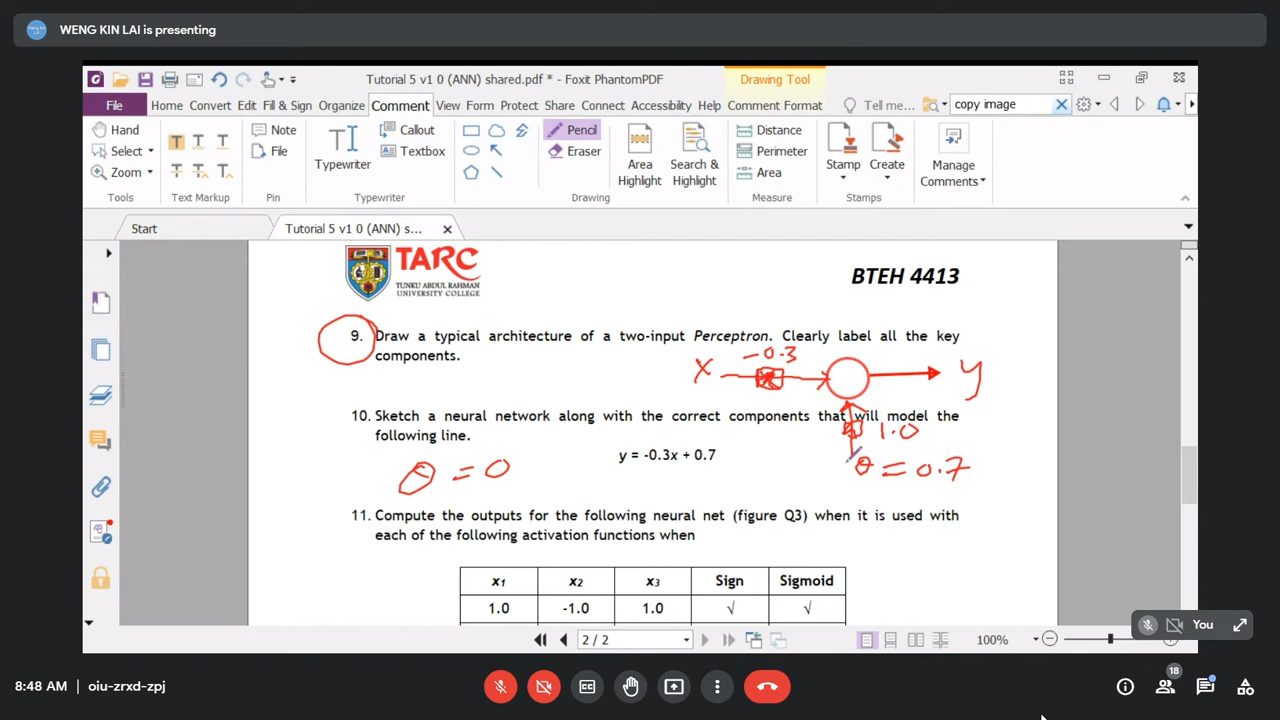 WENG KIN LAI is presenting
Tutorial 5 v1 0 (ANN) shared.pdf * - Foxit PhantomPDF
Drawing Tool
File Home Convert Edit Fill & Sign Organize Comment View Form Protect Share Connect Accessibility Help Comment Format Tell me... copy image
Hand
Select
Zoom
Tools
Text Markup
Note
File
Pin
Typewriter
Callout
Textbox
Typewriter
Pencil
Eraser
Area Highlight
Search & Highlight
Drawing
Distance
Perimeter
Area
Measure
Stamp
Create
Stamps
Manage Comments
Start
Tutorial 5 v1 0 (ANN) s...
TARC
TUNKU ABDUL RAHMAN
UNIVERSITY COLLEGE
BTEH 4413
9. Draw a typical architecture of a two-input Perceptron. Clearly label all the key
components.
-0.3
x
y
10. Sketch a neural network along with the correct components that will model the
following line.
1.0
y = -0.3x + 0.7
θ = 0
θ = 0.7
11. Compute the outputs for the following neural net (figure Q3) when it is used with
each of the following activation functions when
x1 x2 x3 Sign Sigmoid
1.0 -1.0 1.0 √ √
You
2 / 2
100%
8:48 AM oiu-zrxd-zpj
18